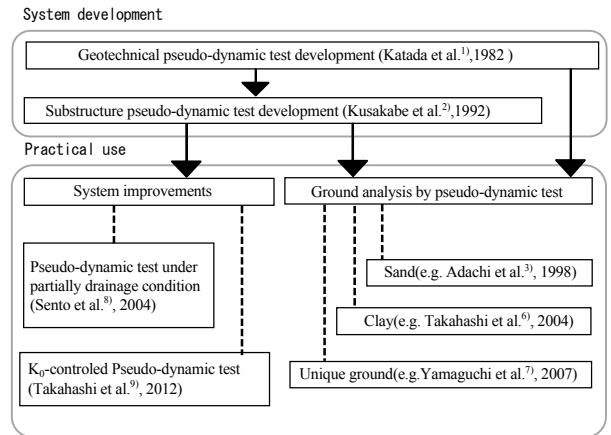 System development
Geotechnical pseudo-dynamic test development (Katada et al.1),1982 )
Substructure pseudo-dynamic test development (Kusakabe et al.2),1992)
Practical use
System improvements
Ground analysis by pseudo-dynamic test
Pseudo-dynamic test under
partially drainage condition
(Sento et al.8), 2004)
Sand(e.g. Adachi et al.3), 1998)
Clay(e.g. Takahashi et al.6), 2004)
K0-controled Pseudo-dynamic test
(Takahashi et al.9), 2012)
Unique ground(e.g.Yamaguchi et al.7), 2007)